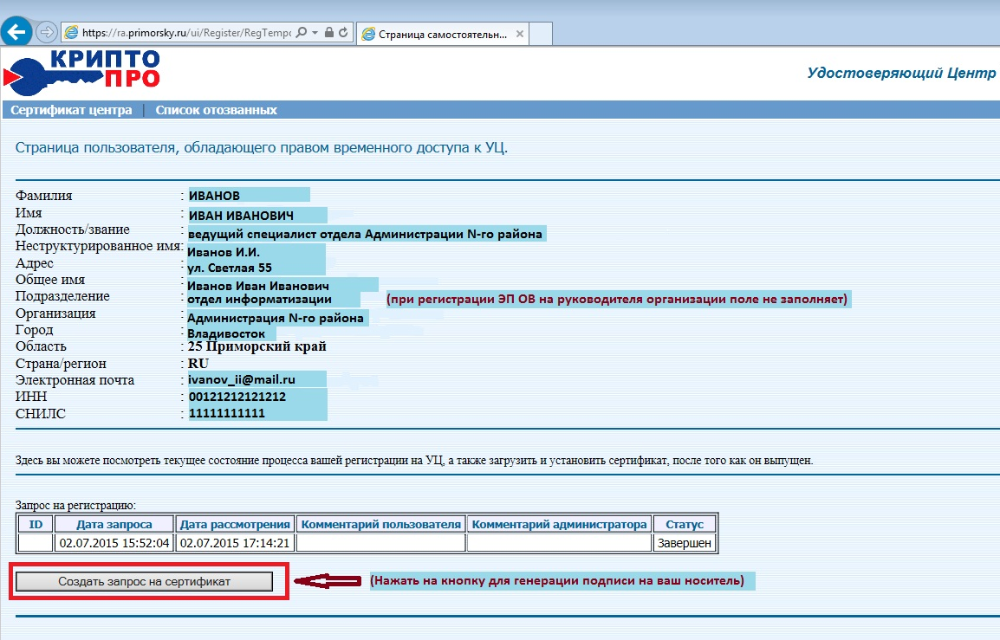 https://ra.primorsky.ru/ui/Register/RegTempo
Страница самостоятельн...
КРИПТО
ПРО
Удостоверяющий Центр
Сертификат центра | Список отозванных
Страница пользователя, обладающего правом временного доступа к УЦ.
Фамилия : ИВАНОВ
Имя : ИВАН ИВАНОВИЧ
Должность/звание : ведущий специалист отдела Администрации N-го района
Неструктурированное имя: Иванов И.И.
Адрес : ул. Светлая 55
Общее имя : Иванов Иван Иванович
Подразделение : отдел информатизации (при регистрации ЭП ОВ на руководителя организации поле не заполняет)
Организация : Администрация N-го района
Город : Владивосток
Область : 25 Приморский край
Страна/регион : RU
Электронная почта : ivanov_ii@mail.ru
ИНН : 00121212121212
СНИЛС : 11111111111
Здесь вы можете посмотреть текущее состояние процесса вашей регистрации на УЦ, а также загрузить и установить сертификат, после того как он выпущен.
Запрос на регистрацию:
ID Дата запроса Дата рассмотрения Комментарий пользователя Комментарий администратора Статус
02.07.2015 15:52:04 02.07.2015 17:14:21 Завершен
Создать запрос на сертификат (Нажать на кнопку для генерации подписи на ваш носитель)